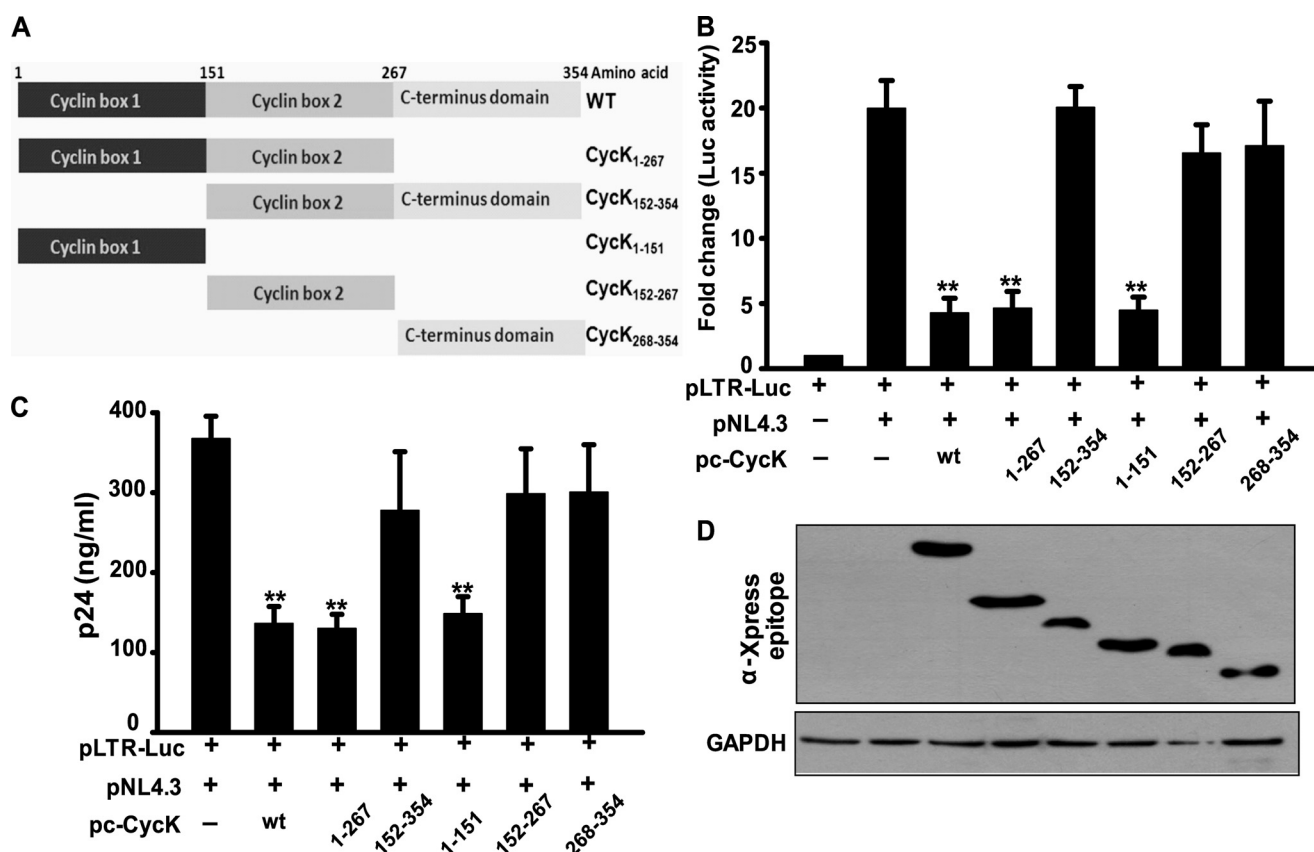 A
1 151 267 354 Amino acid
Cyclin box 1 Cyclin box 2 C-terminus domain WT
Cyclin box 1 Cyclin box 2 CycK1-267
Cyclin box 2 C-terminus domain CycK152-354
Cyclin box 1 CycK1-151
Cyclin box 2 CycK152-267
C-terminus domain CycK268-354
B
Fold change (Luc activity)
25
20
15
10
5
0
** ** **
pLTR-Luc + + + + + + + +
pNL4.3 – + + + + + + +
pc-CycK – – wt 1-267 152-354 1-151 152-267 268-354
C
p24 (ng/ml)
400
300
200
100
0
** ** **
pLTR-Luc + + + + + + +
pNL4.3 + + + + + + +
pc-CycK – wt 1-267 152-354 1-151 152-267 268-354
D
α-Xpress
epitope
GAPDH